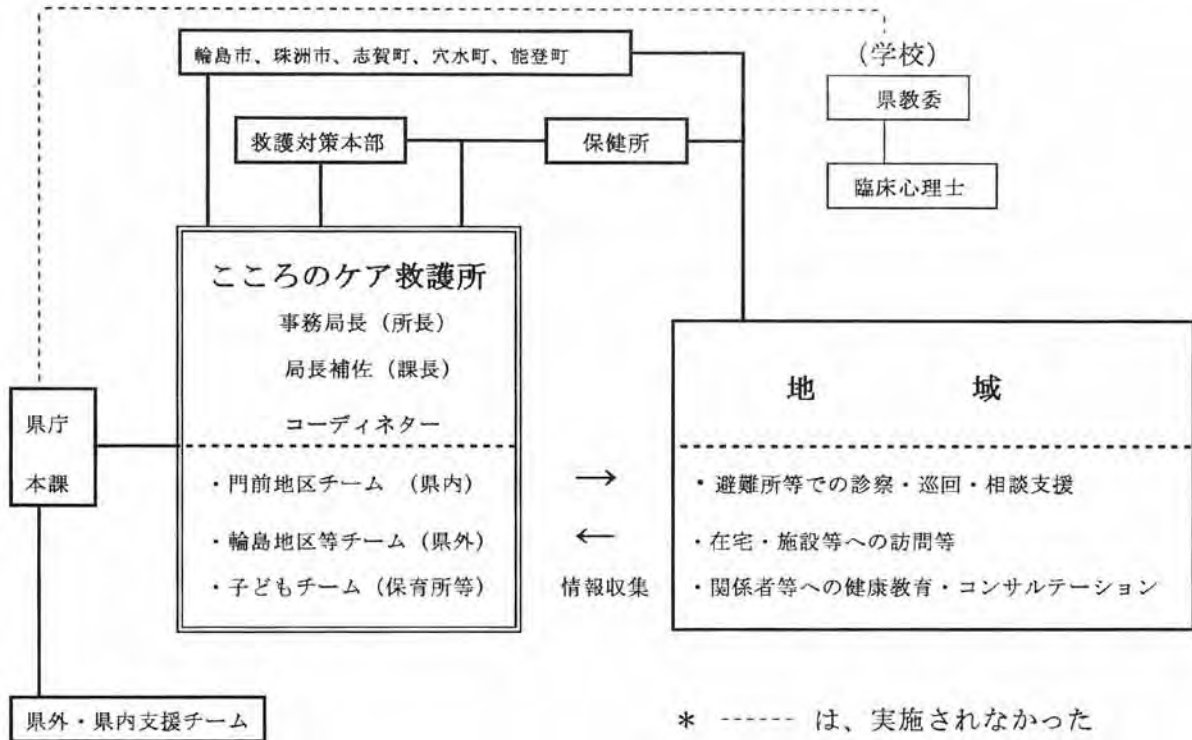 輪島市、珠洲市、志賀町、穴水町、能登町
(学校)
県教委
臨床心理士
救護対策本部
保健所
こころのケア救護所
事務局長（所長）
局長補佐（課長）
コーディネター
・門前地区チーム （県内）
・輪島地区等チーム（県外）
・子どもチーム（保育所等）
県庁
本課
→
←
情報収集
地 域
・避難所等での診察・巡回・相談支援
・在宅・施設等への訪問等
・関係者等への健康教育・コンサルテーション
県外・県内支援チーム
* ------ は、実施されなかった